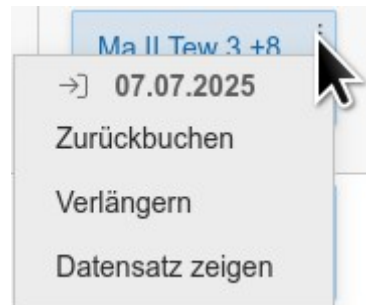 Ma II Tew 3 +8
07.07.2025
Zurückbuchen
Verlängern
Datensatz zeigen